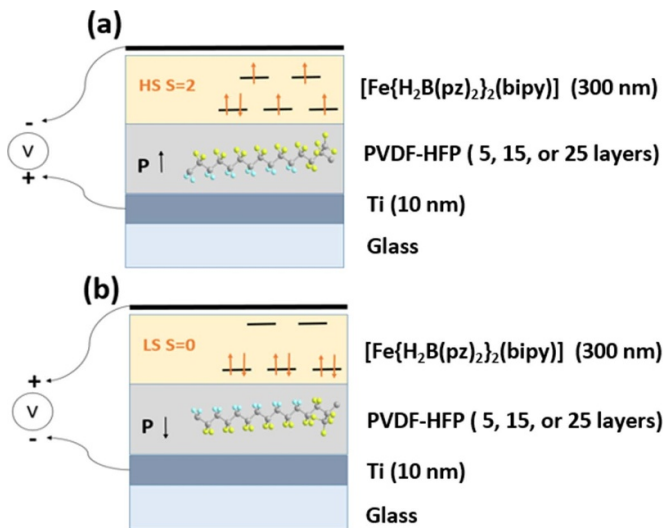 (a)
HS S=2
[Fe{H₂B(pz)₂}₂(bipy)] (300 nm)
-
V
+
P
PVDF-HFP ( 5, 15, or 25 layers)
Ti (10 nm)
Glass
(b)
LS S=0
[Fe{H₂B(pz)₂}₂(bipy)] (300 nm)
+
V
-
P
PVDF-HFP ( 5, 15, or 25 layers)
Ti (10 nm)
Glass